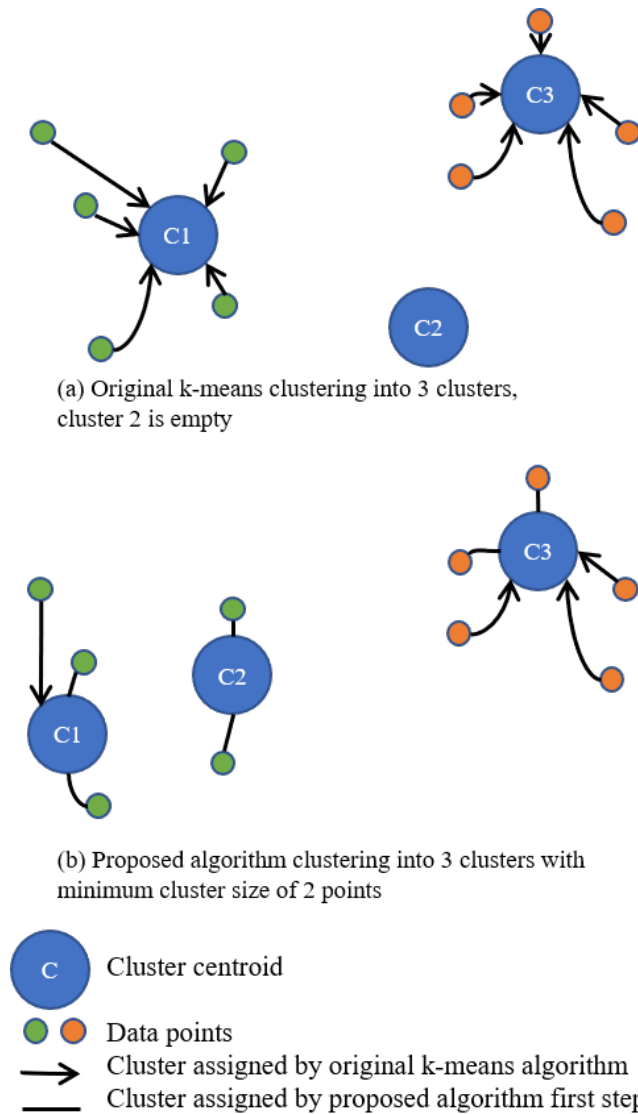 C3
C1
C2
(a) Original k-means clustering into 3 clusters,
cluster 2 is empty
C3
C2
C1
(b) Proposed algorithm clustering into 3 clusters with
minimum cluster size of 2 points
C
Cluster centroid
Data points
Cluster assigned by original k-means algorithm
Cluster assigned by proposed algorithm first step